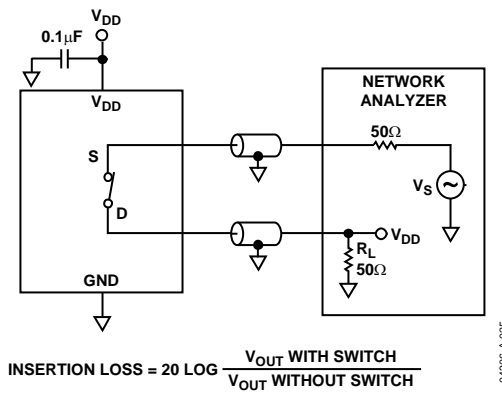 V_DD
0.1µF
V_DD
S
D
GND
NETWORK
ANALYZER
50Ω
V_S
V_DD
R_L
50Ω
INSERTION LOSS = 20 LOG V_OUT WITH SWITCH
V_OUT WITHOUT SWITCH